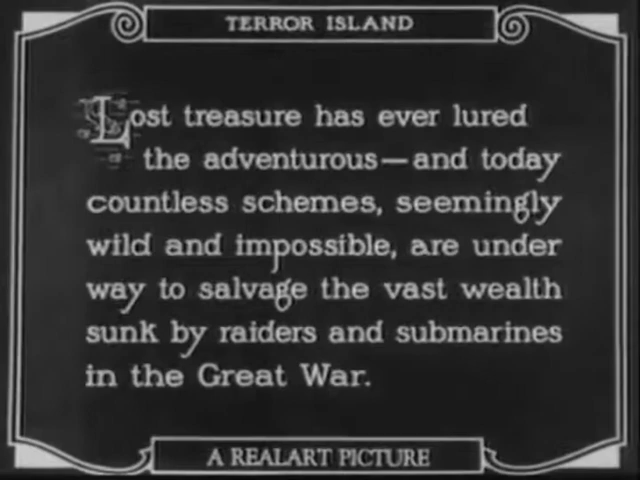 TERROR ISLAND
Lost treasure has ever lured
the adventurous—and today
countless schemes, seemingly
wild and impossible, are under
way to salvage the vast wealth
sunk by raiders and submarines
in the Great War.
A REALART PICTURE